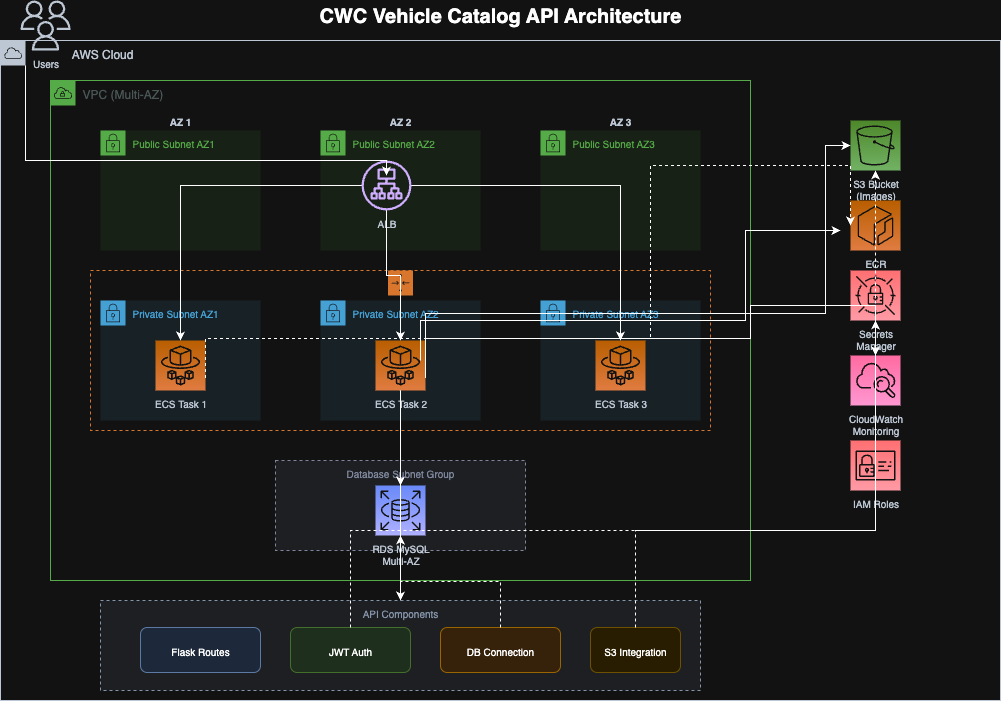 CWC Vehicle Catalog API Architecture
Users
AWS Cloud
VPC (Multi-AZ)
AZ 1
AZ 2
AZ 3
Public Subnet AZ1
Public Subnet AZ2
Public Subnet AZ3
ALB
S3 Bucket
(Images)
ECR
Private Subnet AZ1
Private Subnet AZ2
Private Subnet AZ3
Secrets
Manager
ECS Task 1
ECS Task 2
ECS Task 3
CloudWatch
Monitoring
Database Subnet Group
IAM Roles
RDS MySQL
Multi-AZ
API Components
Flask Routes
JWT Auth
DB Connection
S3 Integration